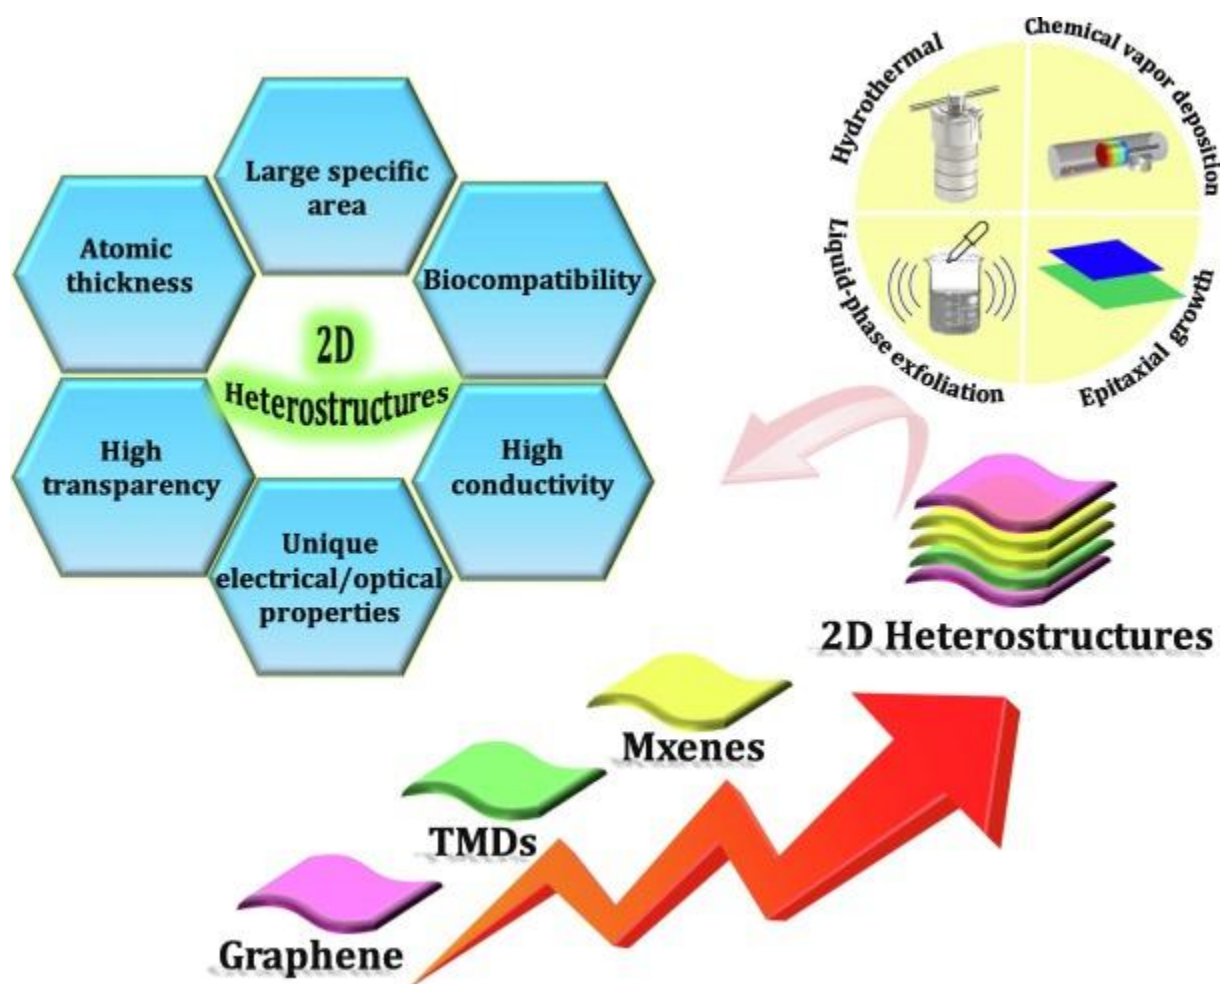 Hydrothermal
Chemical vapor deposition
Liquid-phase exfoliation
Epitaxial growth
Large specific
area
Atomic
thickness
Biocompatibility
2D
Heterostructures
High
transparency
High
conductivity
Unique
electrical/optical
properties
2D Heterostructures
Mxenes
TMDs
Graphene